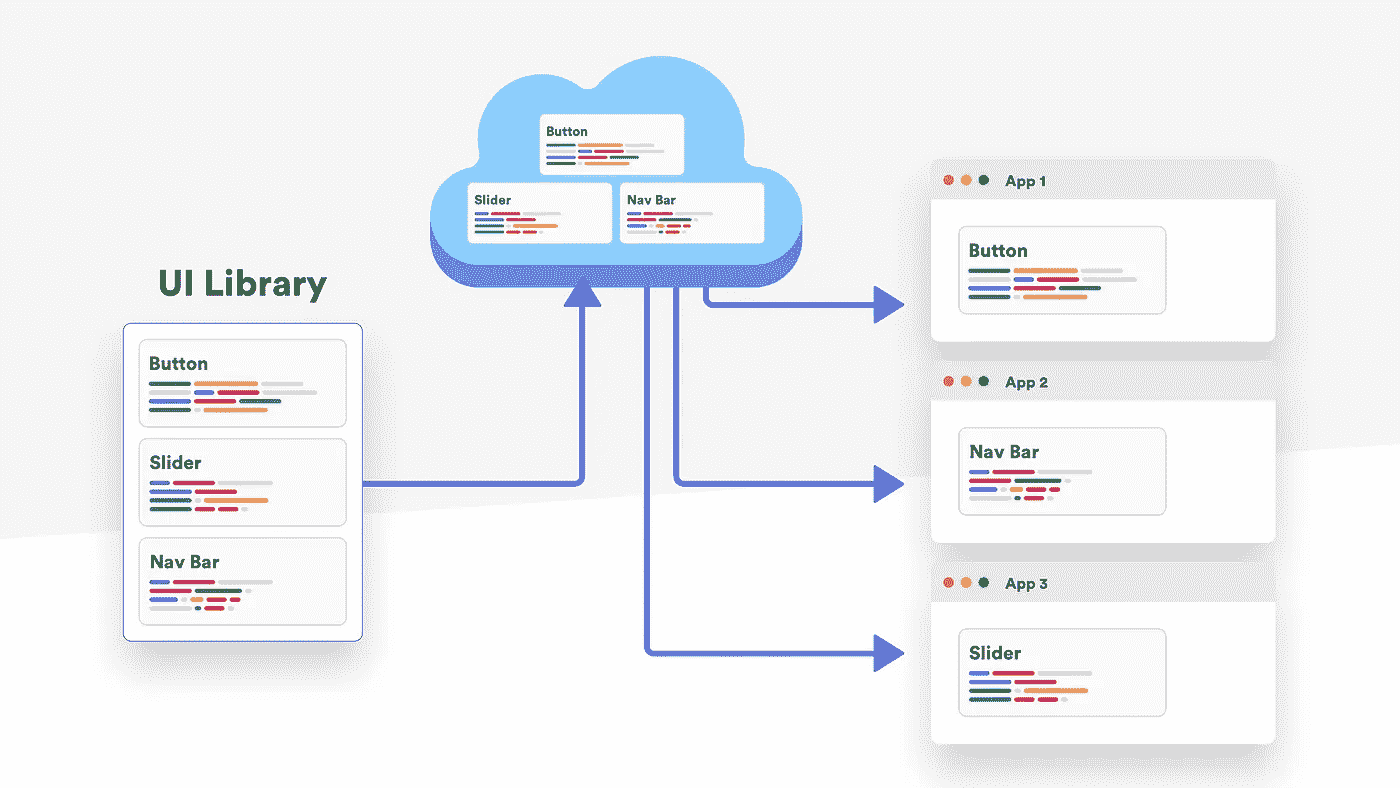 UI Library
Button
Slider
Nav Bar
Button
Slider
Nav Bar
App 1
Button
App 2
Nav Bar
App 3
Slider